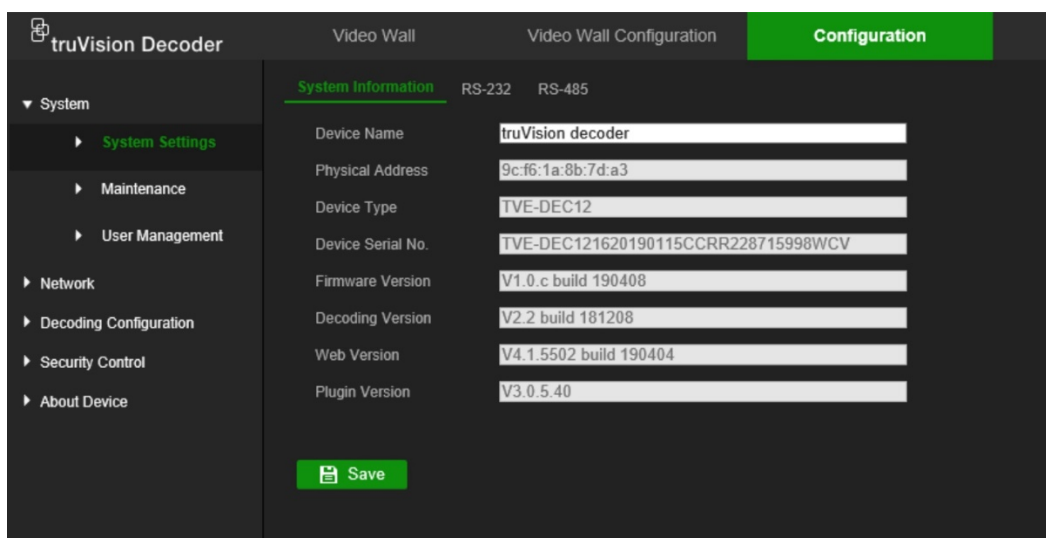 truVision Decoder
Video Wall
Video Wall Configuration
Configuration
System
System Settings
Maintenance
User Management
Network
Decoding Configuration
Security Control
About Device
System Information
RS-232
RS-485
Device Name
truVision decoder
Physical Address
9c:f6:1a:8b:7d:a3
Device Type
TVE-DEC12
Device Serial No.
TVE-DEC121620190115CCRR228715998WCV
Firmware Version
V1.0.c build 190408
Decoding Version
V2.2 build 181208
Web Version
V4.1.5502 build 190404
Plugin Version
V3.0.5.40
Save